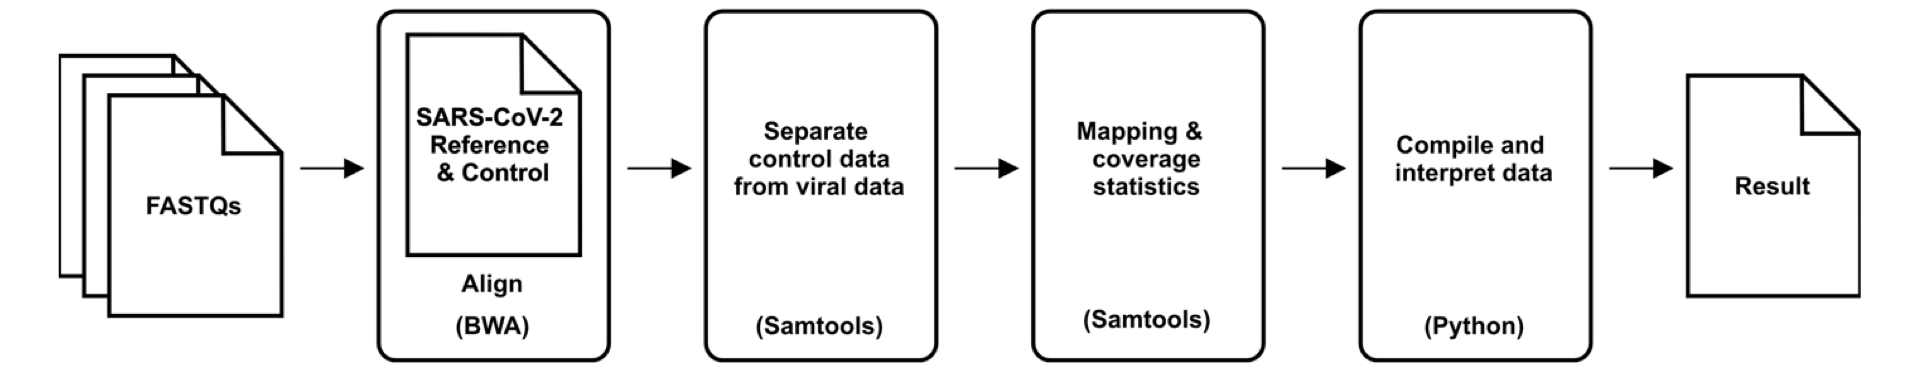 FASTQs
SARS-CoV-2
Reference
& Control
Align
(BWA)
Separate
control data
from viral data
(Samtools)
Mapping &
coverage
statistics
(Samtools)
Compile and
interpret data
(Python)
Result